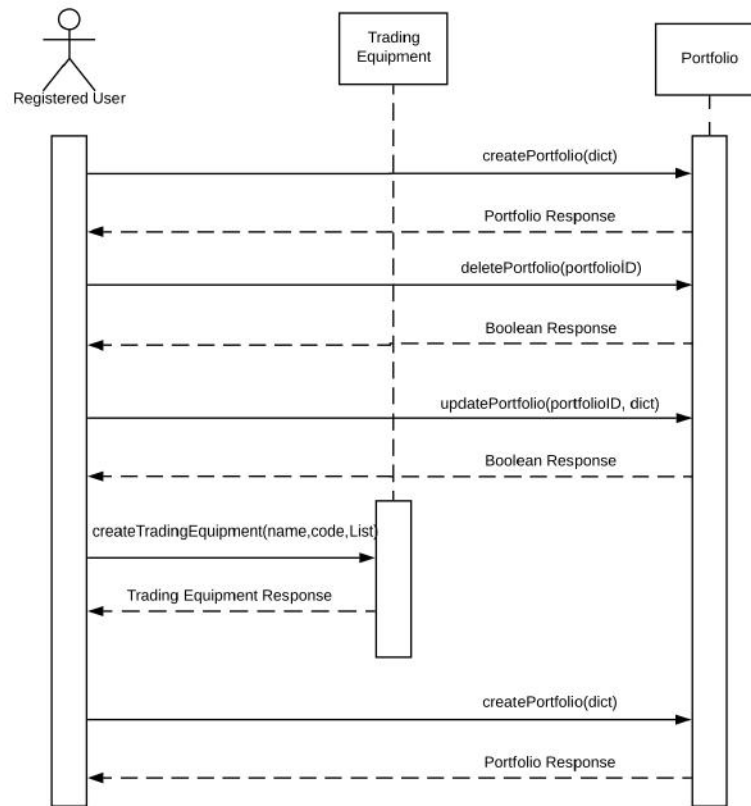 Trading
Equipment
Portfolio
Registered User
createPortfolio(dict)
Portfolio Response
deletePortfolio(portfolioID)
Boolean Response
updatePortfolio(portfolioID, dict)
Boolean Response
createTradingEquipment(name,code,List)
Trading Equipment Response
createPortfolio(dict)
Portfolio Response